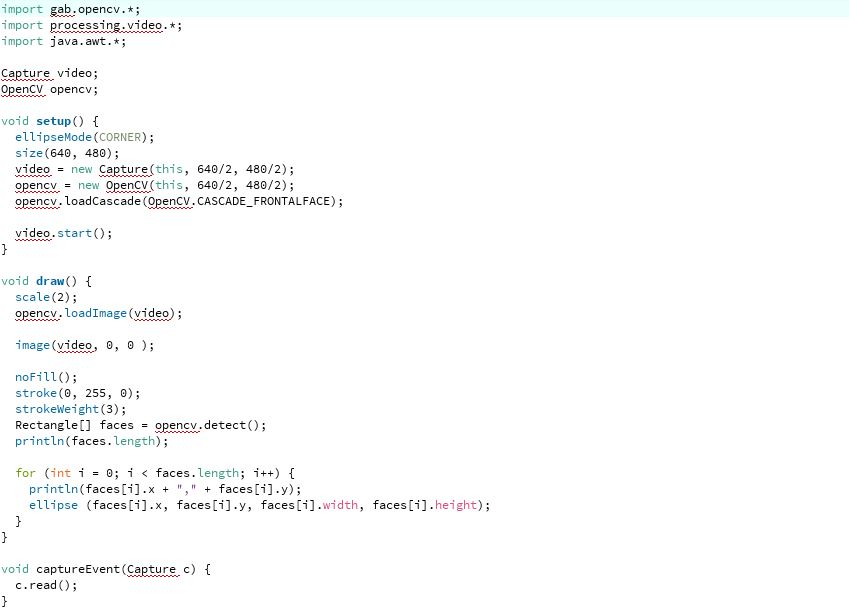 import gab.opencv.*;
import processing.video.*;
import java.awt.*;

Capture video;
OpenCV opencv;

void setup() {
  ellipseMode(CORNER);
  size(640, 480);
  video = new Capture(this, 640/2, 480/2);
  opencv = new OpenCV(this, 640/2, 480/2);
  opencv.loadCascade(OpenCV.CASCADE_FRONTALFACE);

  video.start();
}

void draw() {
  scale(2);
  opencv.loadImage(video);

  image(video, 0, 0 );

  noFill();
  stroke(0, 255, 0);
  strokeWeight(3);
  Rectangle[] faces = opencv.detect();
  println(faces.length);

  for (int i = 0; i < faces.length; i++) {
    println(faces[i].x + "," + faces[i].y);
    ellipse (faces[i].x, faces[i].y, faces[i].width, faces[i].height);
  }
}

void captureEvent(Capture c) {
  c.read();
}